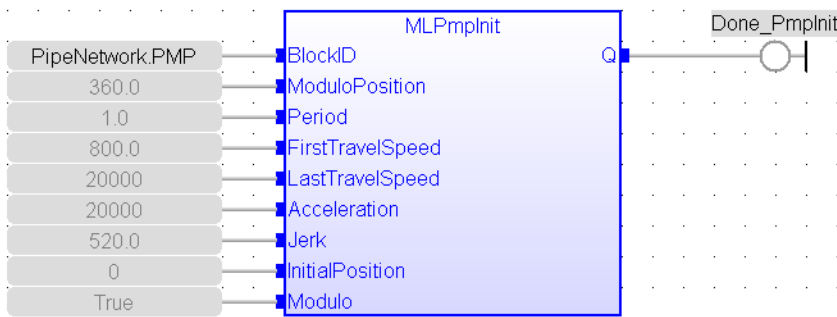 MLPmpInit
Done_PmpInit
PipeNetwork.PMP BlockID Q
360.0 ModuloPosition
1.0 Period
800.0 FirstTravelSpeed
20000 LastTravelSpeed
20000 Acceleration
520.0 Jerk
0 InitialPosition
True Modulo